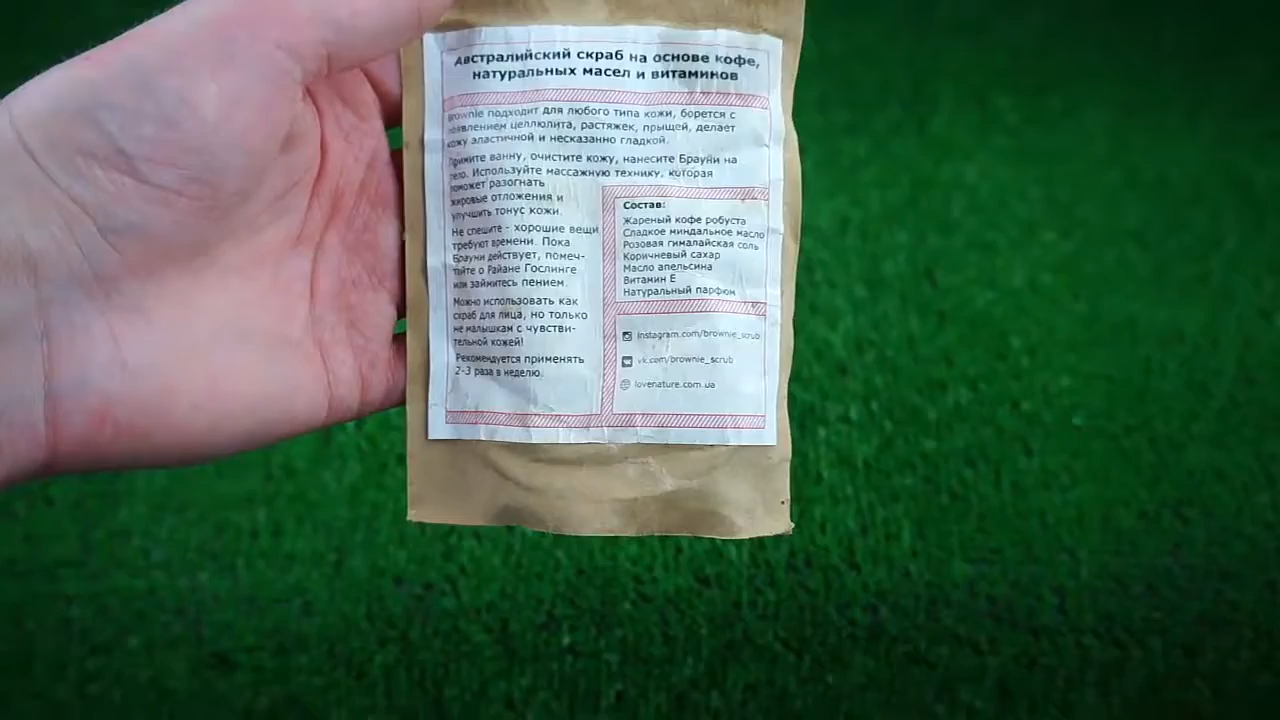 Австралийский скраб на основе кофе,
натуральных масел и витаминов
Brownie подходит для любого типа кожи, борется с
появлением целлюлита, растяжек, прыщей, делает
кожу эластичной и несказанно гладкой.
Примите ванну, очистите кожу, нанесите Брауни на
тело. Используйте массажную технику, которая
поможет разогнать
жировые отложения и
улучшить тонус кожи.
Не спешите - хорошие вещи
требуют времени. Пока
Брауни действует, помеч-
тайте о Райане Гослинге
или займитесь пением.
Можно использовать как
скраб для лица, но только
не малышкам с чувстви-
тельной кожей!
Рекомендуется применять
2-3 раза в неделю.
Состав:
Жареный кофе робуста
Сладкое миндальное масло
Розовая гималайская соль
Коричневый сахар
Масло апельсина
Витамин Е
Натуральный парфюм
instagram.com/brownie_scrub
vk.com/brownie_scrub
lovenature.com.ua